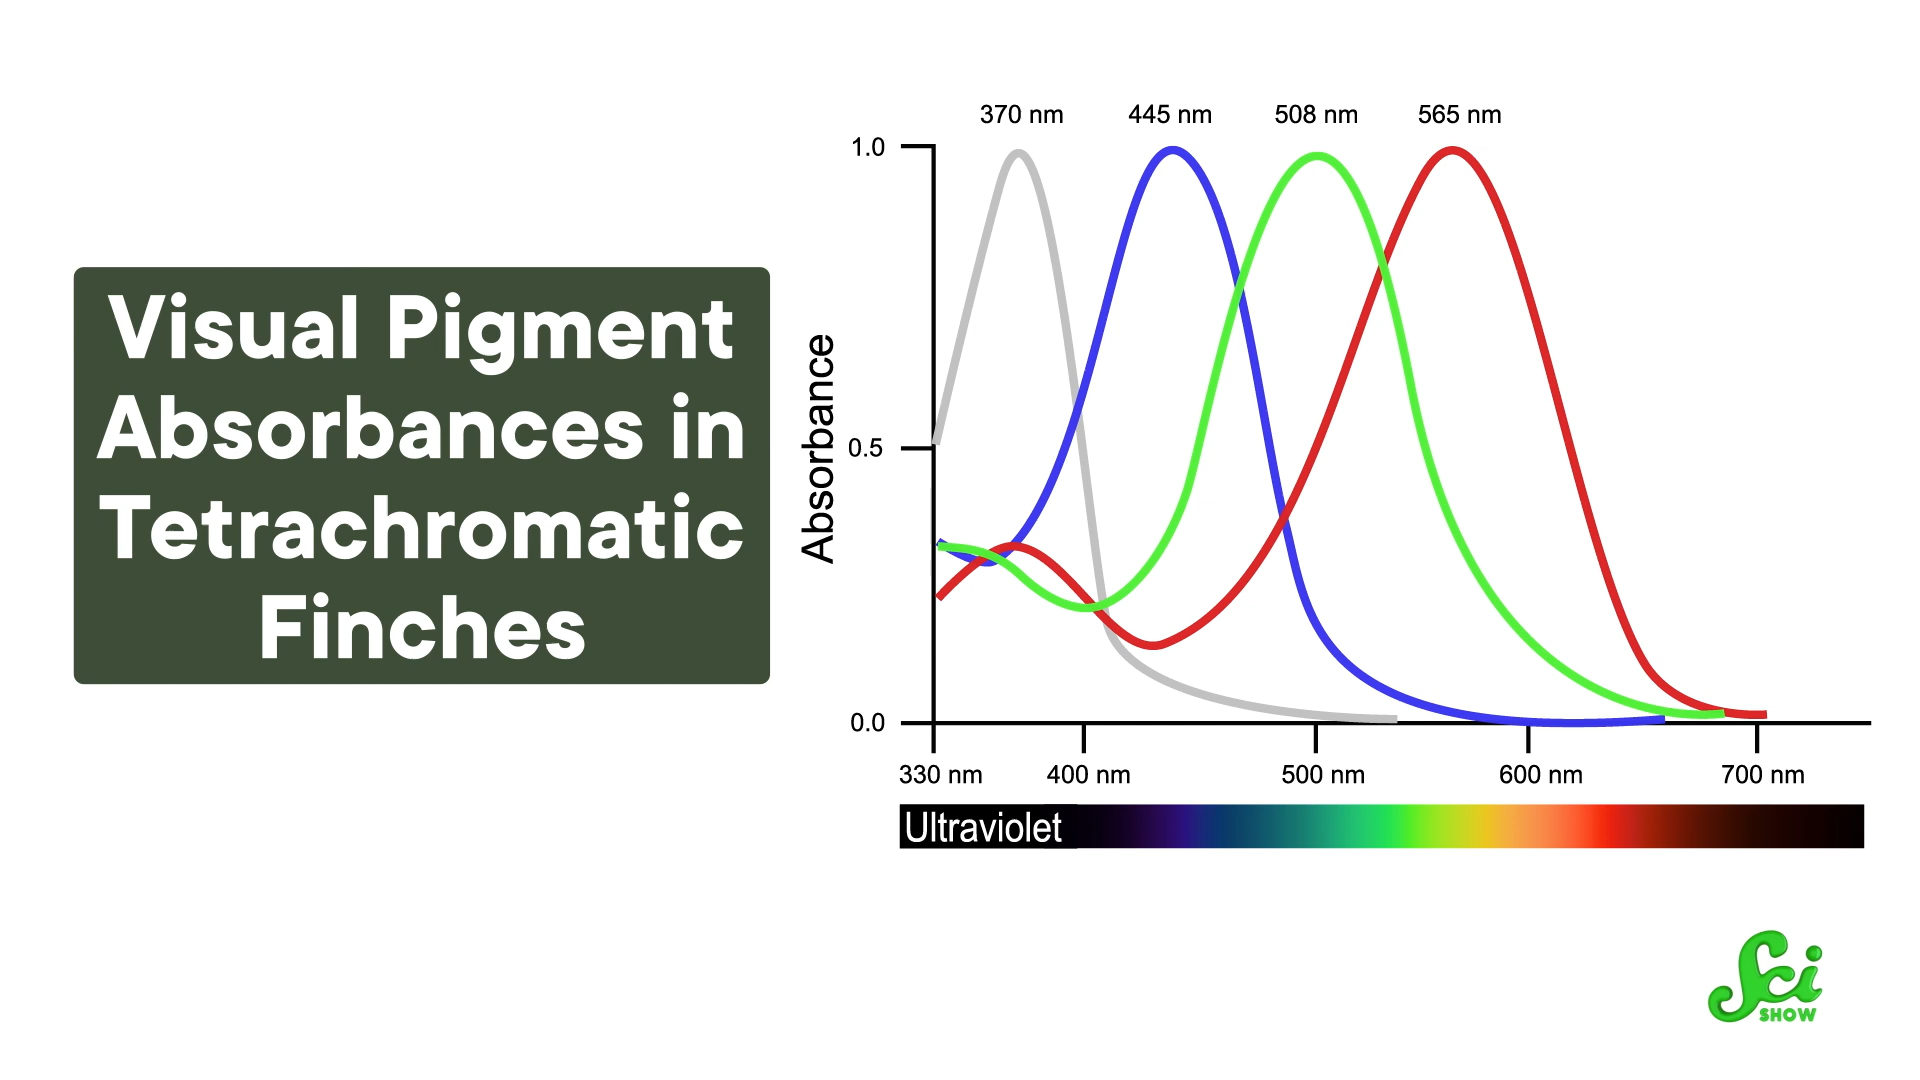 Visual Pigment
Absorbances in
Tetrachromatic
Finches
370 nm 445 nm 508 nm 565 nm
1.0
0.5
0.0
Absorbance
330 nm 400 nm 500 nm 600 nm 700 nm
Ultraviolet
Sci
SHOW